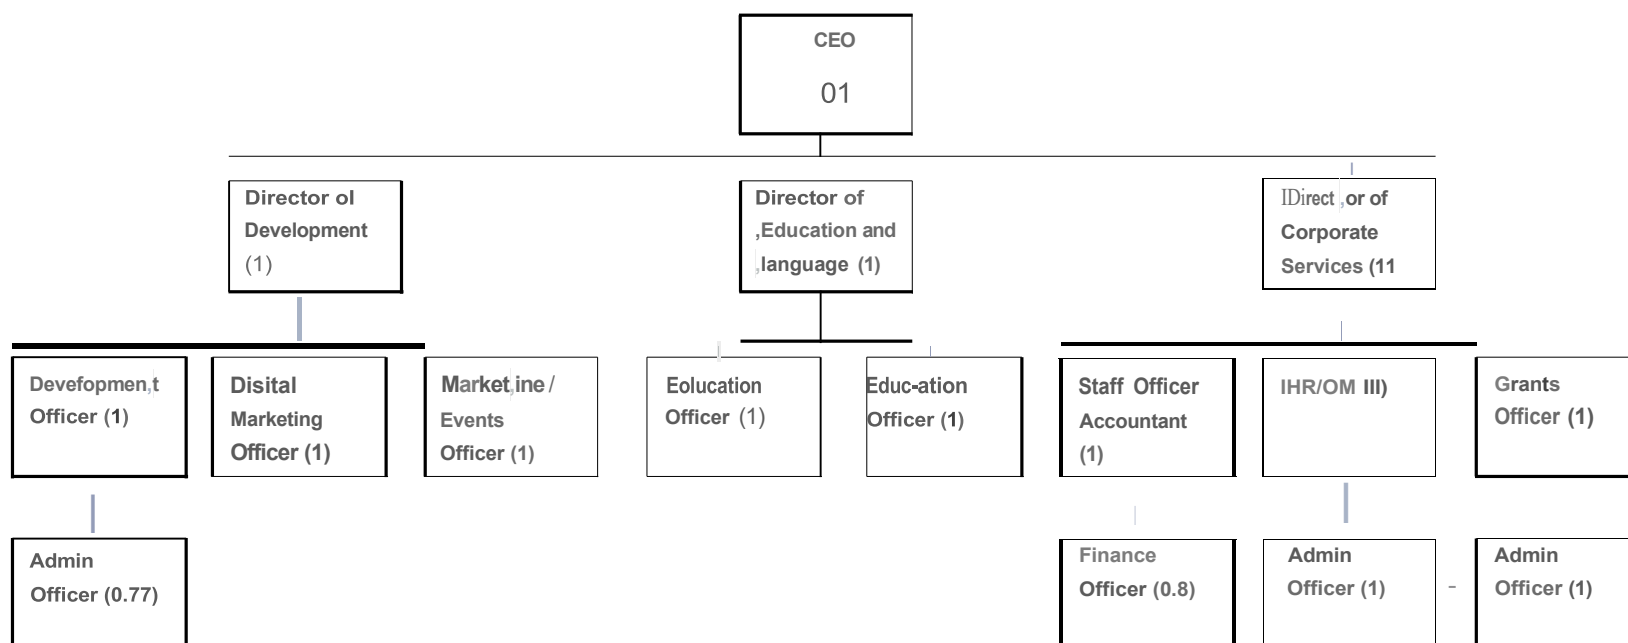 CEO
01
Director ol
Development
(1)
Director of
,Education and
,language (1)
IDirect,or of
Corporate
Services (11
Devefopmen,t
Officer (1)
Disital
Marketing
Officer (1)
Market,ine /
Events
Officer (1)
Eolucation
Officer (1)
Educ-ation
Officer (1)
Staff Officer
Accountant
(1)
IHR/OM III)
Grants
Officer (1)
Admin
Officer (0.77)
Finance
Officer (0.8)
Admin
Officer (1)
-
Admin
Officer (1)